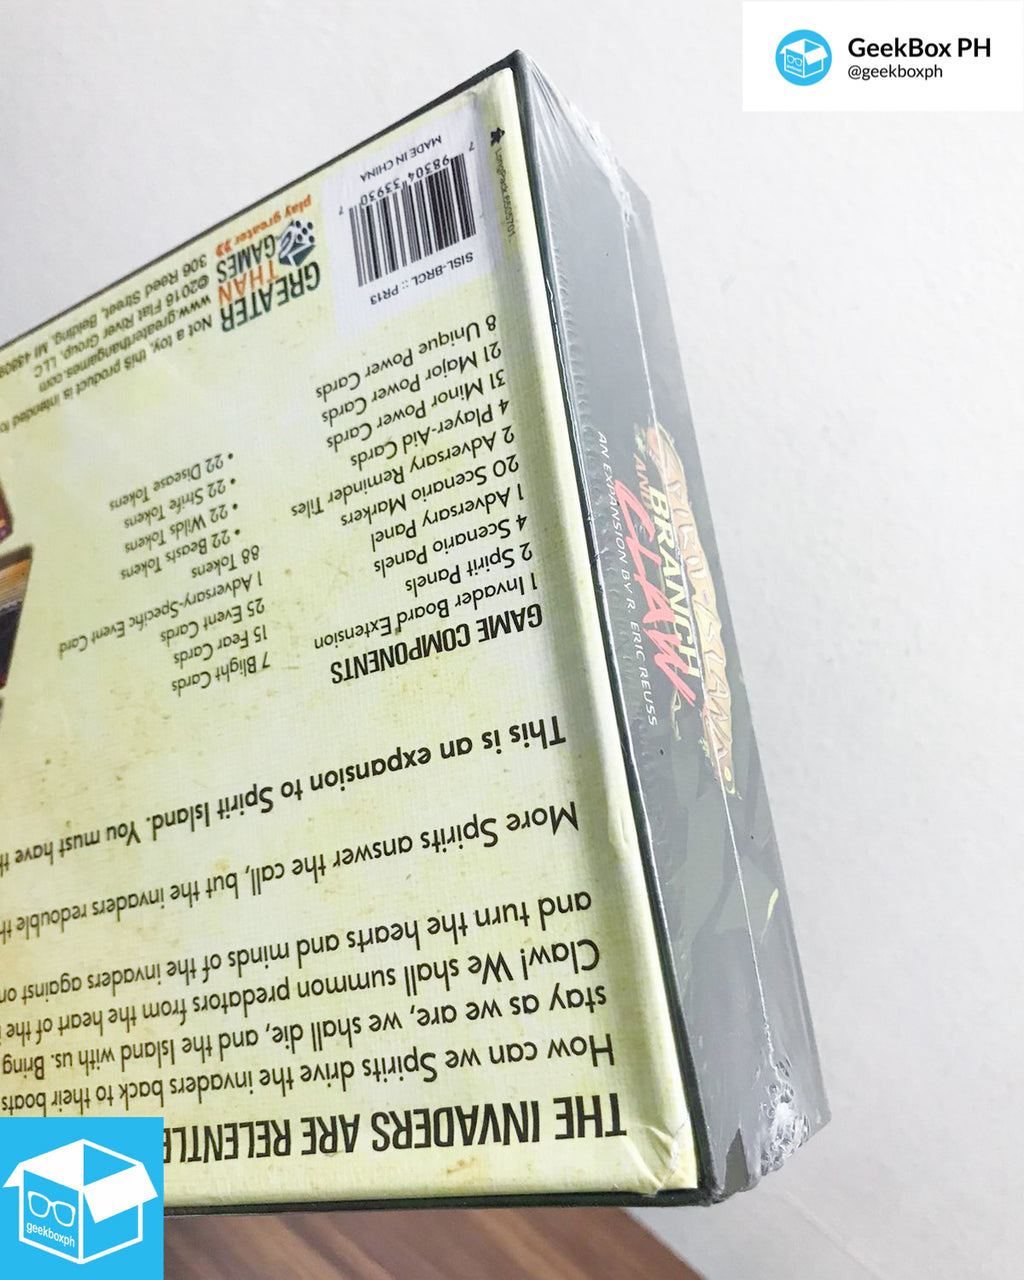 GeekBox PH
@geekboxph
THE INVADERS ARE RELENTLE
How can we Spirits drive the invaders back to their boats
stay as we are, we shall die, and the Island with us. Bring
Claw! We shall summon predators from the heart of the
and turn the hearts and minds of the invaders against
More Spirits answer the call, but the invaders redouble
This is an expansion to Spirit Island. You must have
GAME COMPONENTS
1 Invader Board Extension
2 Spirit Panels
4 Scenario Panels
1 Adversary Panel
20 Scenario Markers
2 Adversary Reminder Tiles
4 Player-Aid Cards
31 Minor Power Cards
21 Major Power Cards
8 Unique Power Cards
7 Blight Cards
15 Fear Cards
25 Event Cards
1 Adversary-Specific Event Card
88 Tokens
• 22 Beasts Tokens
• 22 Wilds Tokens
• 22 Strife Tokens
• 22 Disease Tokens
SISL-BRCL :: PR13
7 98304 33930 7
MADE IN CHINA
LongPack 6505701
GREATER
THAN
GAMES
play greater
Not a toy, this product is intended
www.greaterthangames.com
©2016 Flat River Group, LLC
306 Reed Street, Belding, MI 48809
BRANCH
AND
CLAW
AN EXPANSION BY R. ERIC REUSS
geekboxph